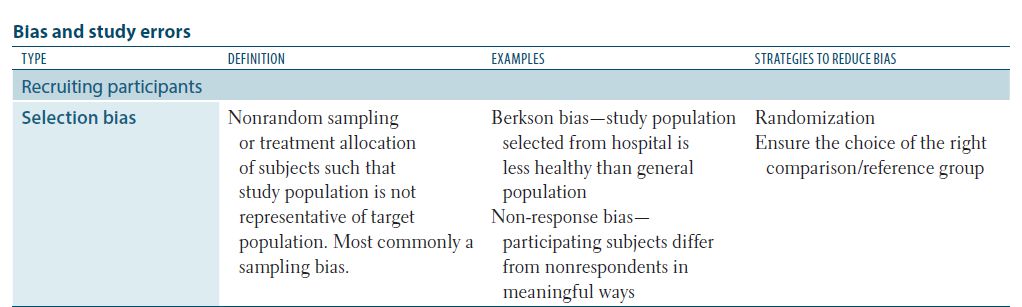 Bias and study errors
TYPE DEFINITION EXAMPLES STRATEGIES TO REDUCE BIAS
Recruiting participants
Selection bias
Nonrandom sampling
or treatment allocation
of subjects such that
study population is not
representative of target
population. Most commonly a
sampling bias.
Berkson bias—study population
selected from hospital is
less healthy than general
population
Non-response bias—
participating subjects differ
from nonrespondents in
meaningful ways
Randomization
Ensure the choice of the right
comparison/reference group